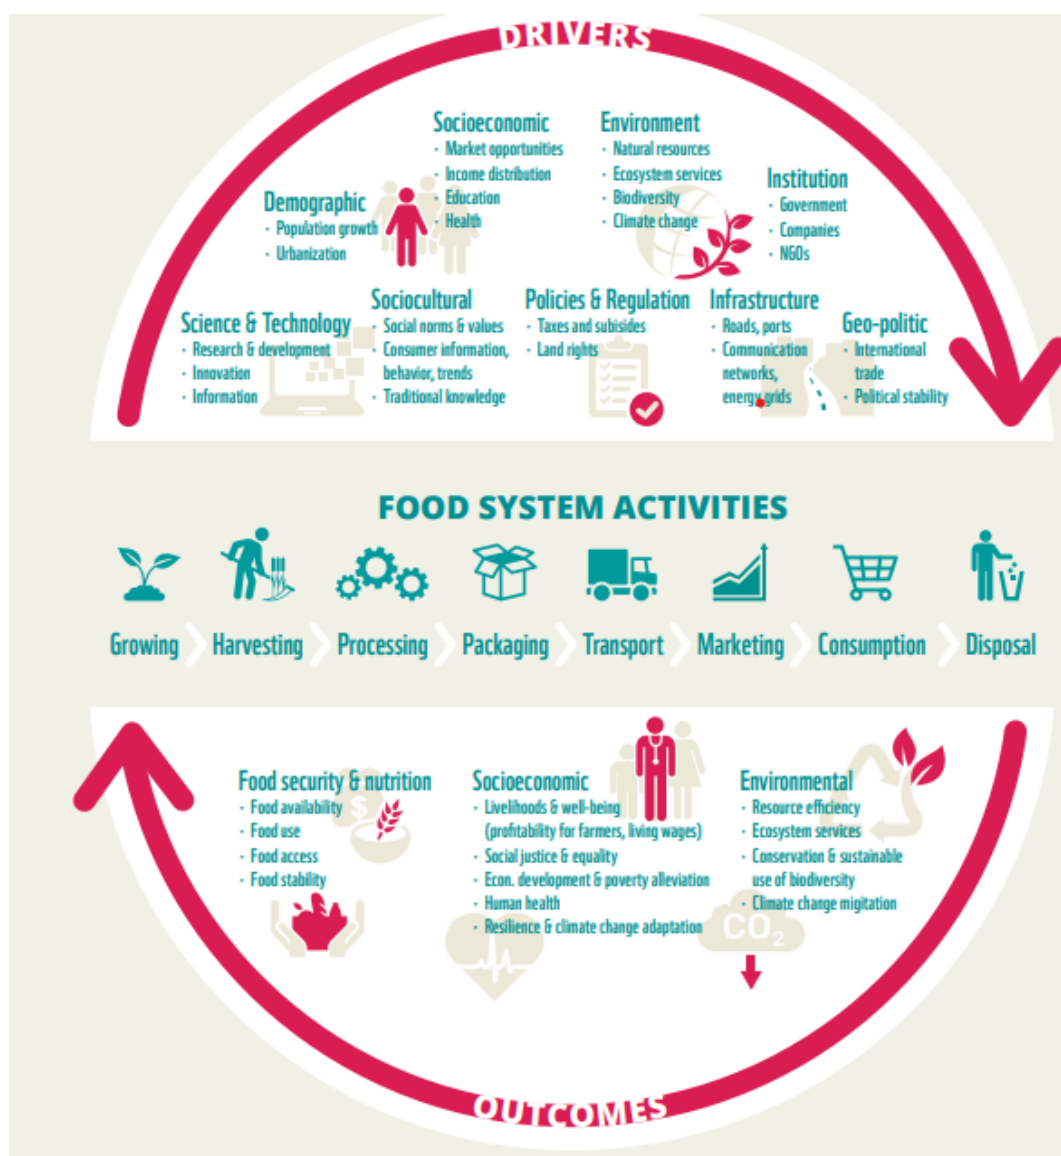 DRIVERS
Socioeconomic
· Market opportunities
· Income distribution
· Education
· Health
Environment
· Natural resources
· Ecosystem services
· Biodiversity
· Climate change
Institution
· Government
· Companies
· NGOs
Demographic
· Population growth
· Urbanization
Science & Technology
· Research & development
· Innovation
· Information
Sociocultural
· Social norms & values
· Consumer information,
behavior, trends
· Traditional knowledge
Policies & Regulation
· Taxes and subisides
· Land rights
Infrastructure
· Roads, ports
· Communication
networks,
energy grids
Geo-politic
· International
trade
· Political stability
FOOD SYSTEM ACTIVITIES
Growing
Harvesting
Processing
Packaging
Transport
Marketing
Consumption
Disposal
Food security & nutrition
· Food availability
· Food use
· Food access
· Food stability
$
Socioeconomic
· Livelihoods & well-being
(profitability for farmers, living wages)
· Social justice & equality
· Econ. development & poverty alleviation
· Human health
· Resilience & climate change adaptation
Environmental
· Resource efficiency
· Ecosystem services
· Conservation & sustainable
use of biodiversity
· Climate change migitation
CO₂
OUTCOMES